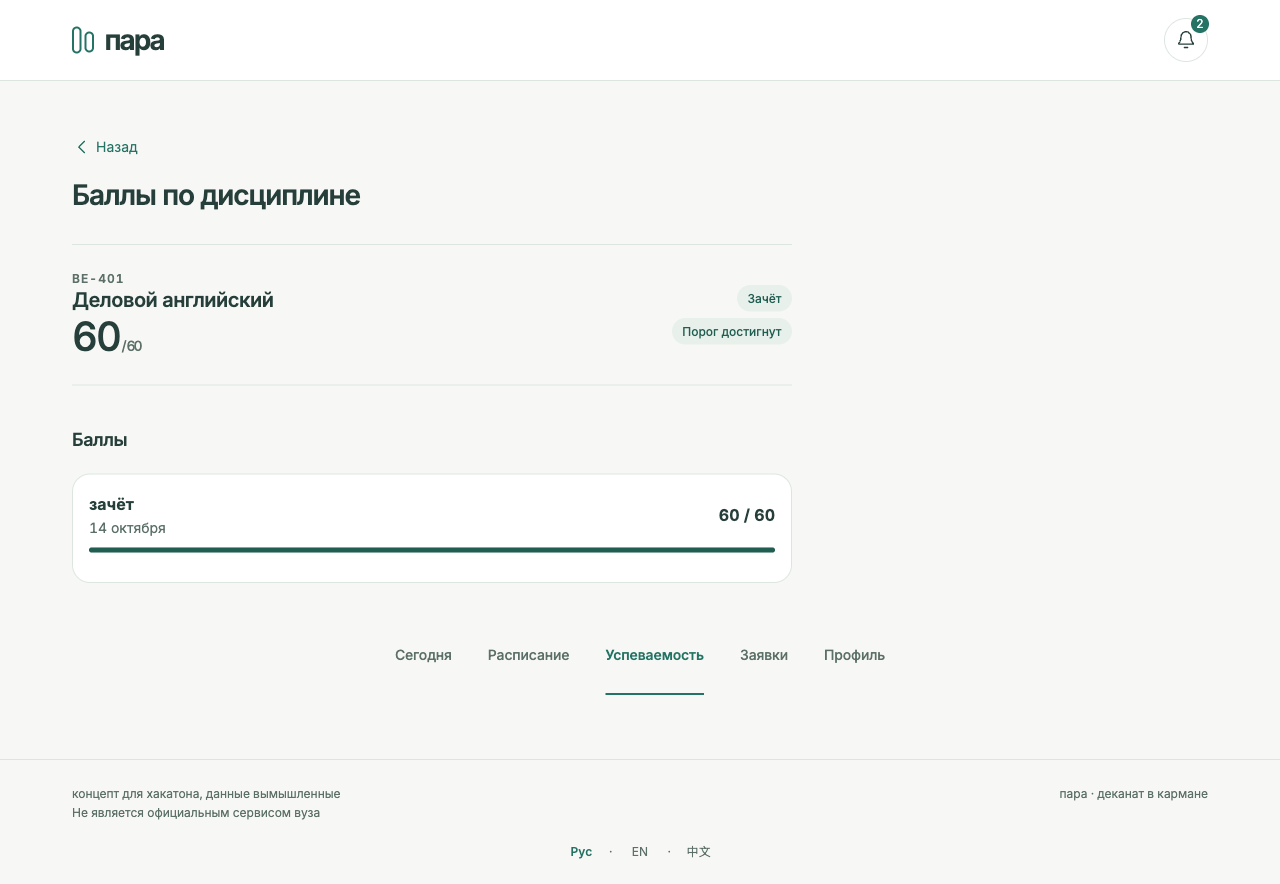 пара
2
Назад
Баллы по дисциплине
BE-401
Деловой английский
60/60
Зачёт
Порог достигнут
Баллы
зачёт
14 октября
60 / 60
Сегодня
Расписание
Успеваемость
Заявки
Профиль
концепт для хакатона, данные вымышленные
Не является официальным сервисом вуза
пара · деканат в кармане
Рус · EN · 中文